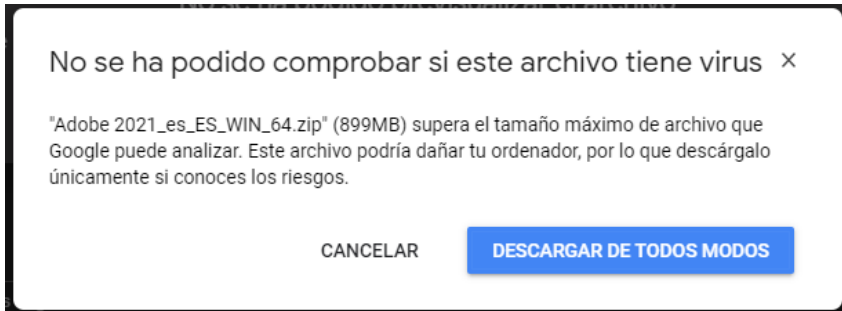 No se ha podido comprobar si este archivo tiene virus ×
"Adobe 2021_es_ES_WIN_64.zip" (899MB) supera el tamaño máximo de archivo que
Google puede analizar. Este archivo podría dañar tu ordenador, por lo que descárgalo
únicamente si conoces los riesgos.
CANCELAR DESCARGAR DE TODOS MODOS